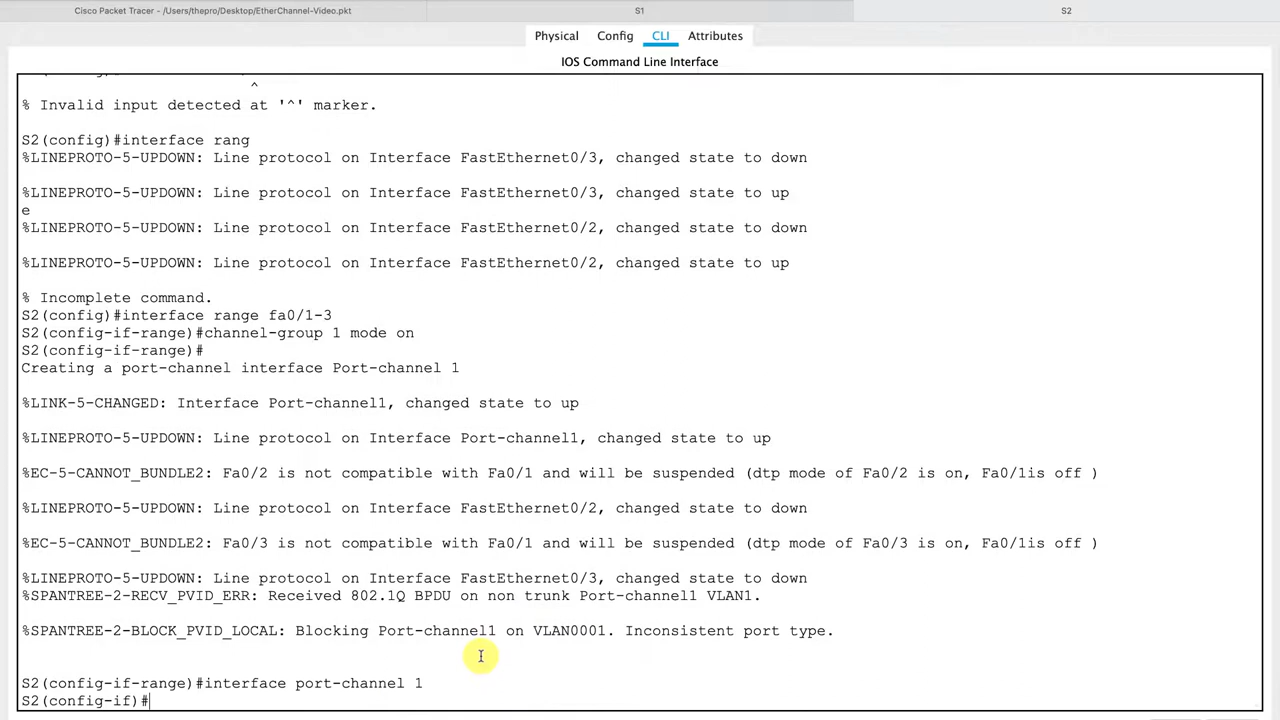 Cisco Packet Tracer - /Users/thepro/Desktop/EtherChannel-Video.pkt
S1
S2
Physical Config CLI Attributes
IOS Command Line Interface
^
% Invalid input detected at '^' marker.
S2(config)#interface rang
%LINEPROTO-5-UPDOWN: Line protocol on Interface FastEthernet0/3, changed state to down
%LINEPROTO-5-UPDOWN: Line protocol on Interface FastEthernet0/3, changed state to up
e
%LINEPROTO-5-UPDOWN: Line protocol on Interface FastEthernet0/2, changed state to down
%LINEPROTO-5-UPDOWN: Line protocol on Interface FastEthernet0/2, changed state to up
% Incomplete command.
S2(config)#interface range fa0/1-3
S2(config-if-range)#channel-group 1 mode on
S2(config-if-range)#
Creating a port-channel interface Port-channel 1
%LINK-5-CHANGED: Interface Port-channel1, changed state to up
%LINEPROTO-5-UPDOWN: Line protocol on Interface Port-channel1, changed state to up
%EC-5-CANNOT_BUNDLE2: Fa0/2 is not compatible with Fa0/1 and will be suspended (dtp mode of Fa0/2 is on, Fa0/1is off )
%LINEPROTO-5-UPDOWN: Line protocol on Interface FastEthernet0/2, changed state to down
%EC-5-CANNOT_BUNDLE2: Fa0/3 is not compatible with Fa0/1 and will be suspended (dtp mode of Fa0/3 is on, Fa0/1is off )
%LINEPROTO-5-UPDOWN: Line protocol on Interface FastEthernet0/3, changed state to down
%SPANTREE-2-RECV_PVID_ERR: Received 802.1Q BPDU on non trunk Port-channel1 VLAN1.
%SPANTREE-2-BLOCK_PVID_LOCAL: Blocking Port-channel1 on VLAN0001. Inconsistent port type.
S2(config-if-range)#interface port-channel 1
S2(config-if)#